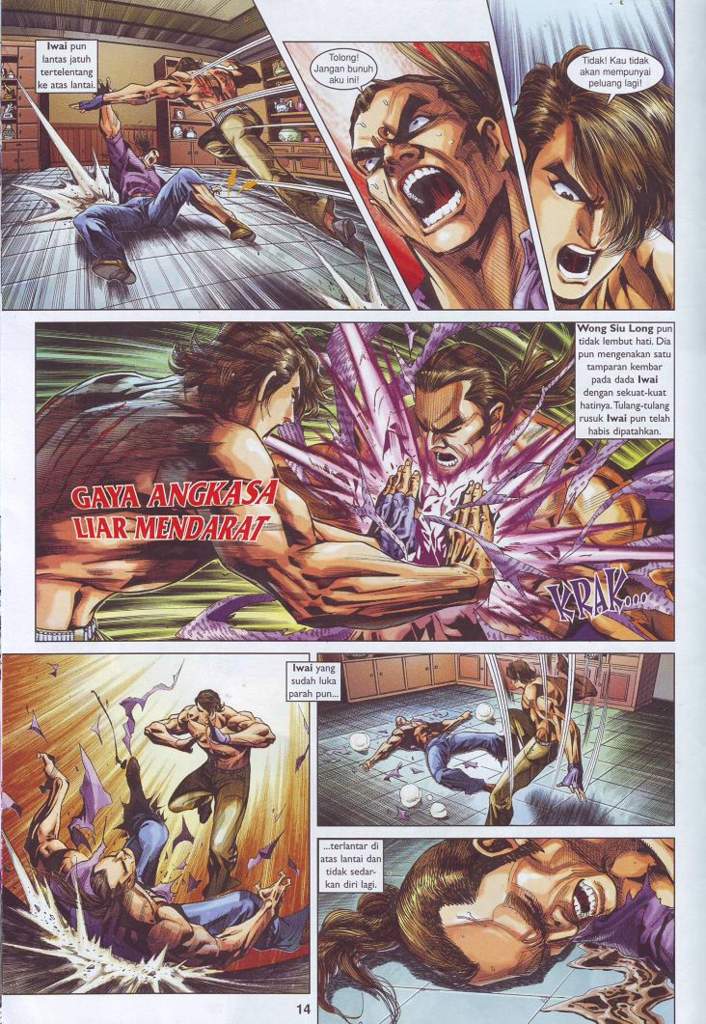 Iwai pun
lantas jatuh
tertelentang
ke atas lantai.
Tolong!
Jangan bunuh
aku ini!
Tidak! Kau tidak
akan mempunyai
peluang lagi!
Wong Siu Long pun
tidak lembut hati. Dia
pun mengenakan satu
tamparan kembar
pada dada Iwai
dengan sekuat-kuat
hatinya. Tulang-tulang
rusuk Iwai pun telah
habis dipatahkan.
GAYA ANGKASA
LIAR MENDARAT
KRAK...
Iwai yang
sudah luka
parah pun...
...terlantar di
atas lantai dan
tidak sedar-
kan diri lagi.
14